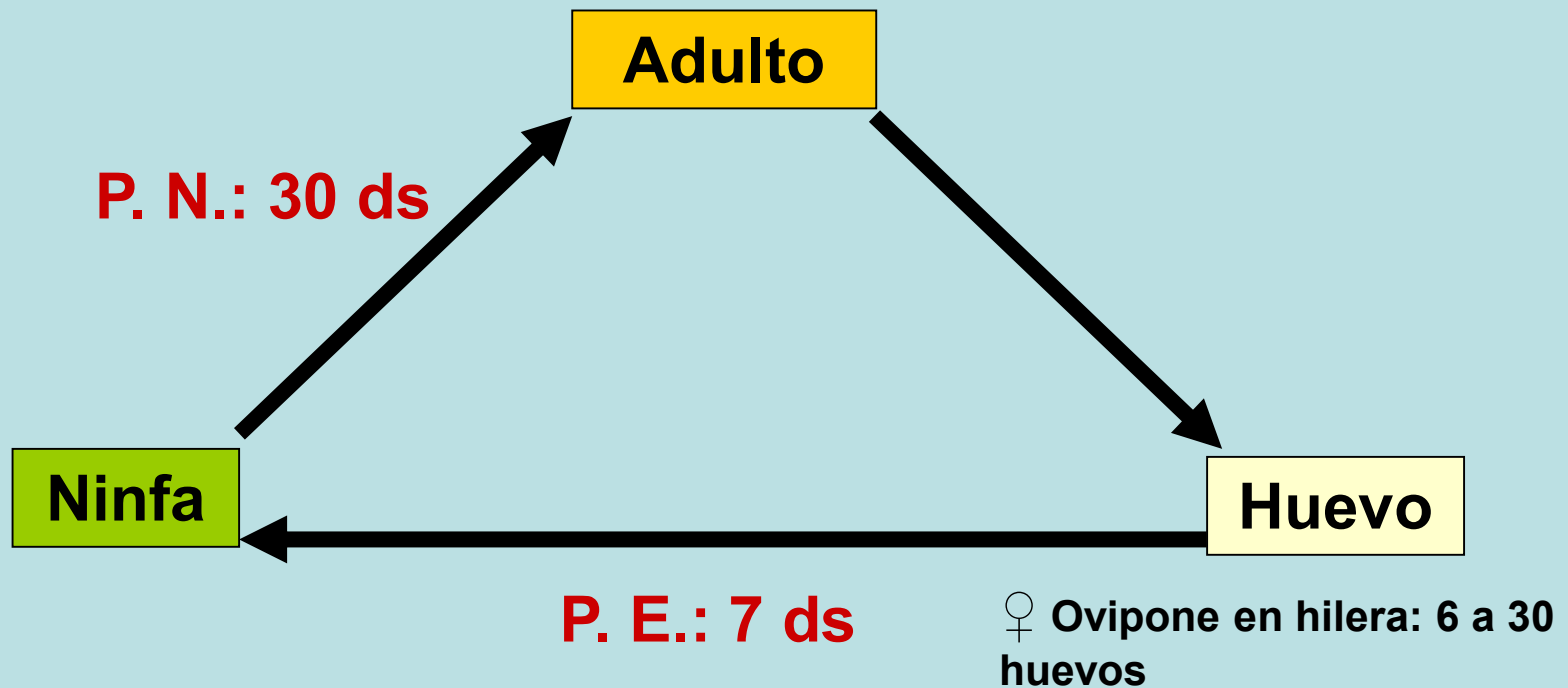 Adulto
P. N.: 30 ds
Ninfa
Huevo
P. E.: 7 ds
♀ Ovipone en hilera: 6 a 30
huevos